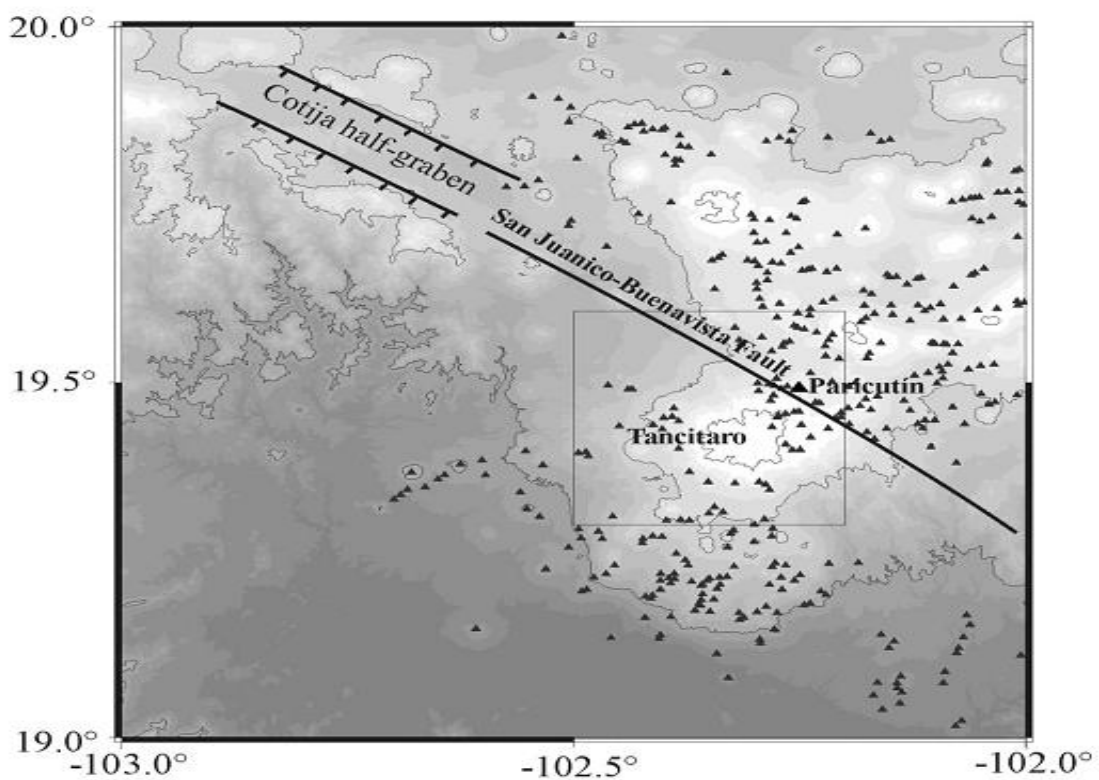 20.0°
Cotija half-graben
San Juanico-Buenavista Fault
19.5°
Paricutín
Tancitaro
19.0°
-103.0°
-102.5°
-102.0°